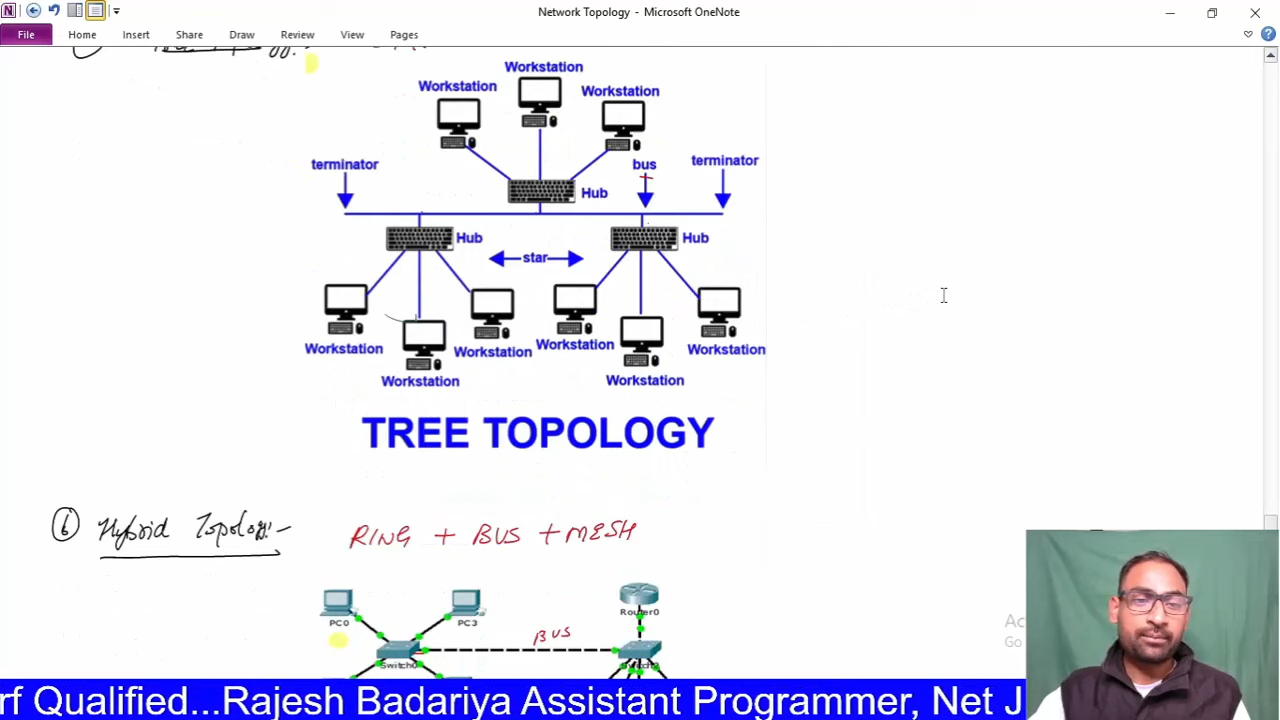 Network Topology - Microsoft OneNote
File Home Insert Share Draw Review View Pages
Workstation
Workstation
Workstation
terminator
bus
terminator
Hub
Hub
Hub
star
Workstation
Workstation
Workstation
Workstation
Workstation
Workstation
TREE TOPOLOGY
6 Hybrid Topology:-
RING + BUS + MESH
PC0
PC3
Router0
BUS
Switch0
Ac
Go
rf Qualified...Rajesh Badariya Assistant Programmer, Net J